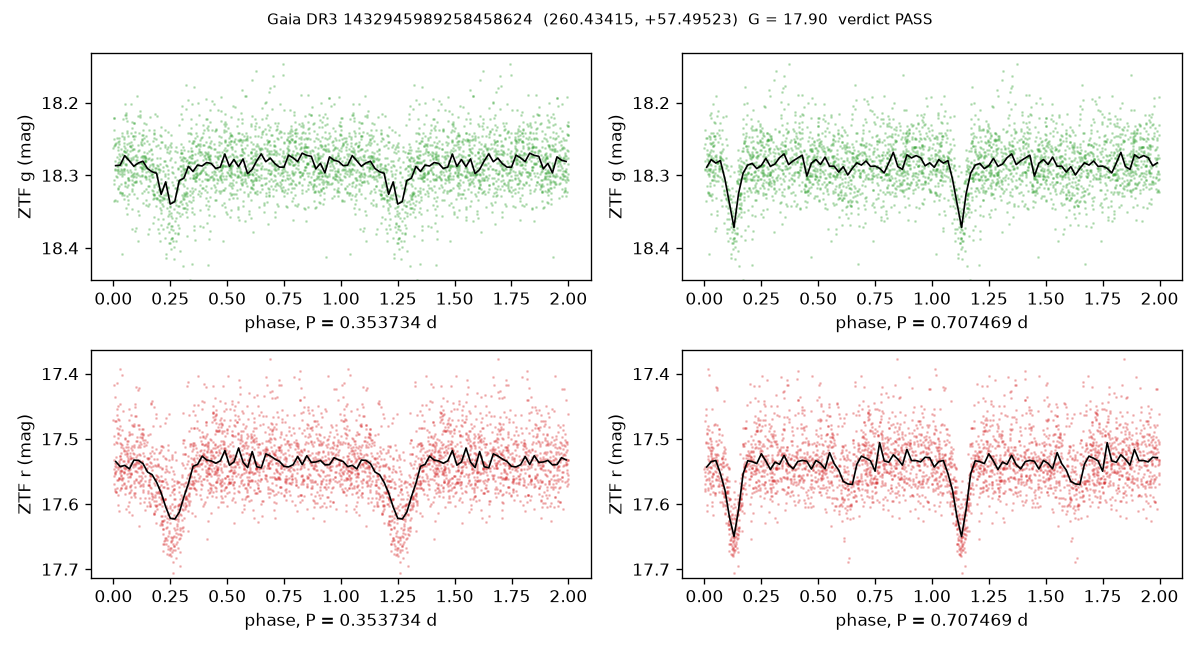 Gaia DR3 1432945989258458624 (260.43415, +57.49523) G = 17.90 verdict PASS
ZTF g (mag)
18.2
18.3
18.4
0.00 0.25 0.50 0.75 1.00 1.25 1.50 1.75 2.00
phase, P = 0.353734 d
ZTF g (mag)
18.2
18.3
18.4
0.00 0.25 0.50 0.75 1.00 1.25 1.50 1.75 2.00
phase, P = 0.707469 d
ZTF r (mag)
17.4
17.5
17.6
17.7
0.00 0.25 0.50 0.75 1.00 1.25 1.50 1.75 2.00
phase, P = 0.353734 d
ZTF r (mag)
17.4
17.5
17.6
17.7
0.00 0.25 0.50 0.75 1.00 1.25 1.50 1.75 2.00
phase, P = 0.707469 d